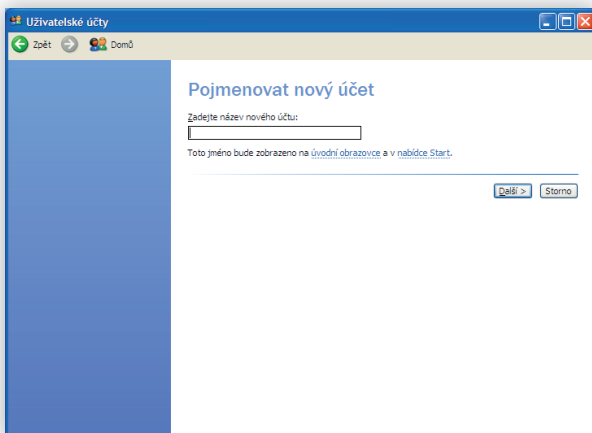 Uživatelské účty
Zpět Domů
Pojmenovat nový účet
Zadejte název nového účtu:
Toto jméno bude zobrazeno na úvodní obrazovce a v nabídce Start.
Další > Storno